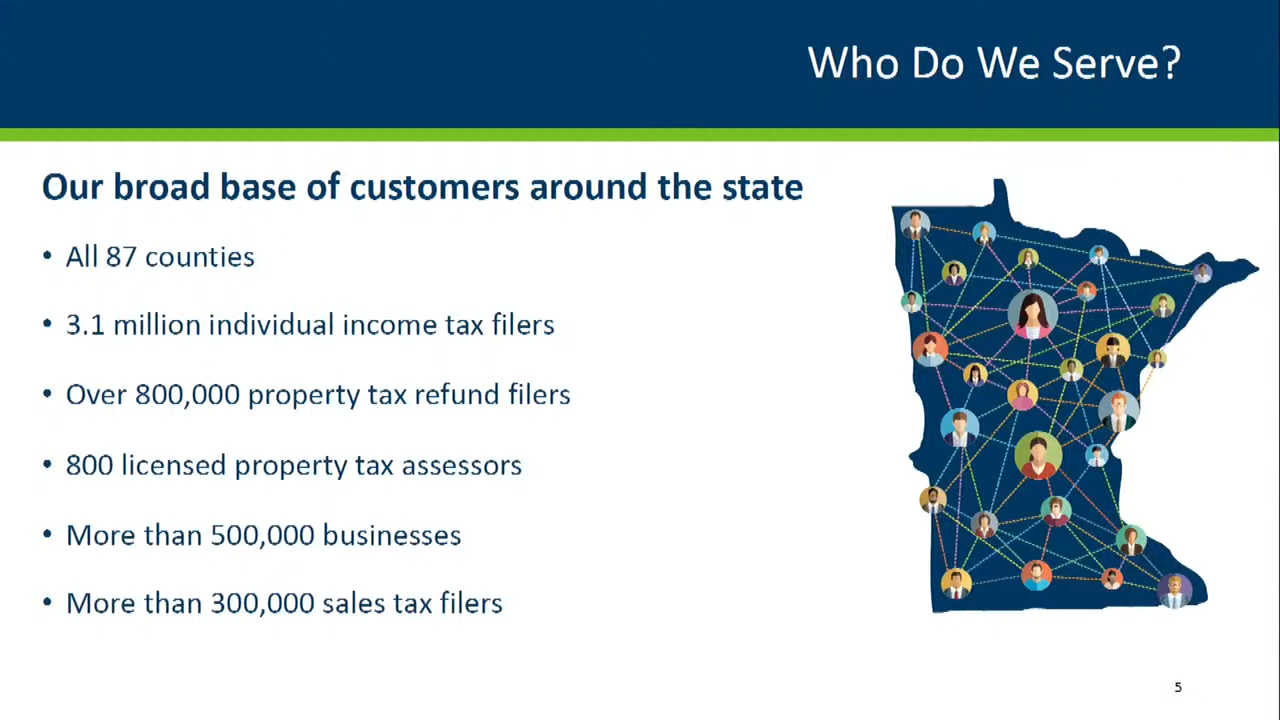 Who Do We Serve?
Our broad base of customers around the state
• All 87 counties
• 3.1 million individual income tax filers
• Over 800,000 property tax refund filers
• 800 licensed property tax assessors
• More than 500,000 businesses
• More than 300,000 sales tax filers
5